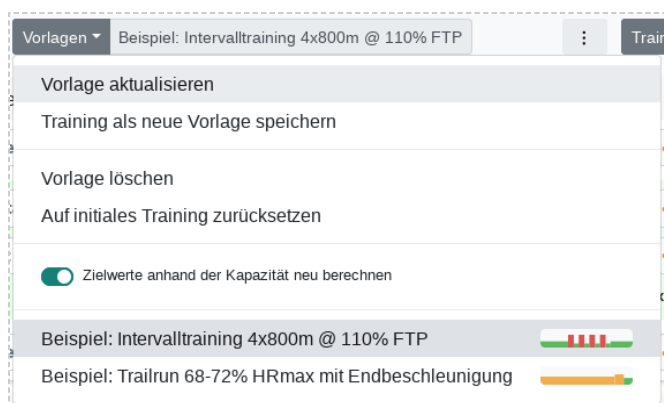 Vorlagen Beispiel: Intervalltraining 4x800m @ 110% FTP
Vorlage aktualisieren
Training als neue Vorlage speichern
Vorlage löschen
Auf initiales Training zurücksetzen
Zielwerte anhand der Kapazität neu berechnen
Beispiel: Intervalltraining 4x800m @ 110% FTP
Beispiel: Trailrun 68-72% HRmax mit Endbeschleunigung